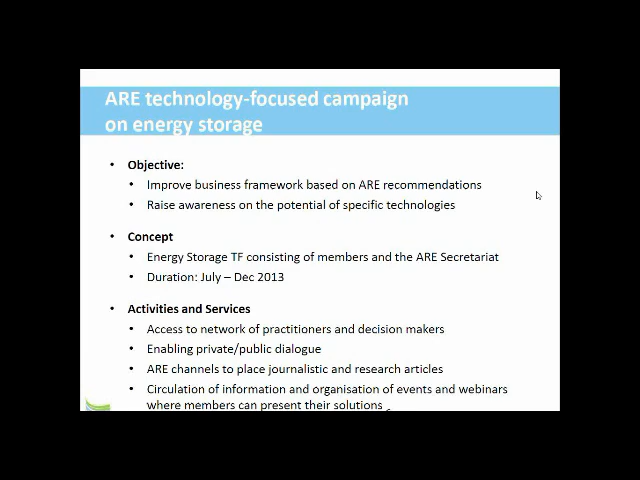 ARE technology-focused campaign
on energy storage
• Objective:
• Improve business framework based on ARE recommendations
• Raise awareness on the potential of specific technologies
• Concept
• Energy Storage TF consisting of members and the ARE Secretariat
• Duration: July – Dec 2013
• Activities and Services
• Access to network of practitioners and decision makers
• Enabling private/public dialogue
• ARE channels to place journalistic and research articles
• Circulation of information and organisation of events and webinars
where members can present their solutions